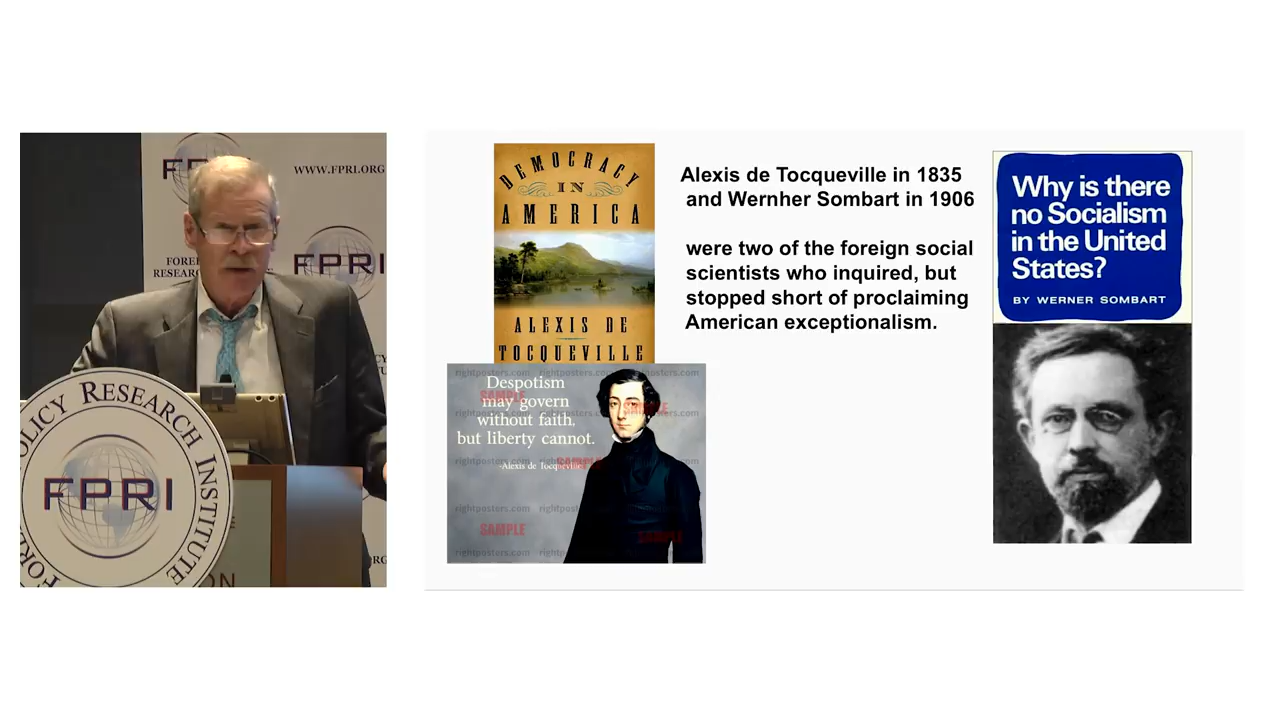 WWW.FPRI.ORG
FPRI
POLICY RESEARCH INSTITUTE
FPRI
DEMOCRACY
IN
AMERICA
ALEXIS DE
TOCQUEVILLE
Despotism
may govern
without faith,
but liberty cannot.
-Alexis de Tocqueville
SAMPLE
rightposters.com
Alexis de Tocqueville in 1835
and Wernher Sombart in 1906
were two of the foreign social
scientists who inquired, but
stopped short of proclaiming
American exceptionalism.
Why is there
no Socialism
in the United
States?
BY WERNER SOMBART